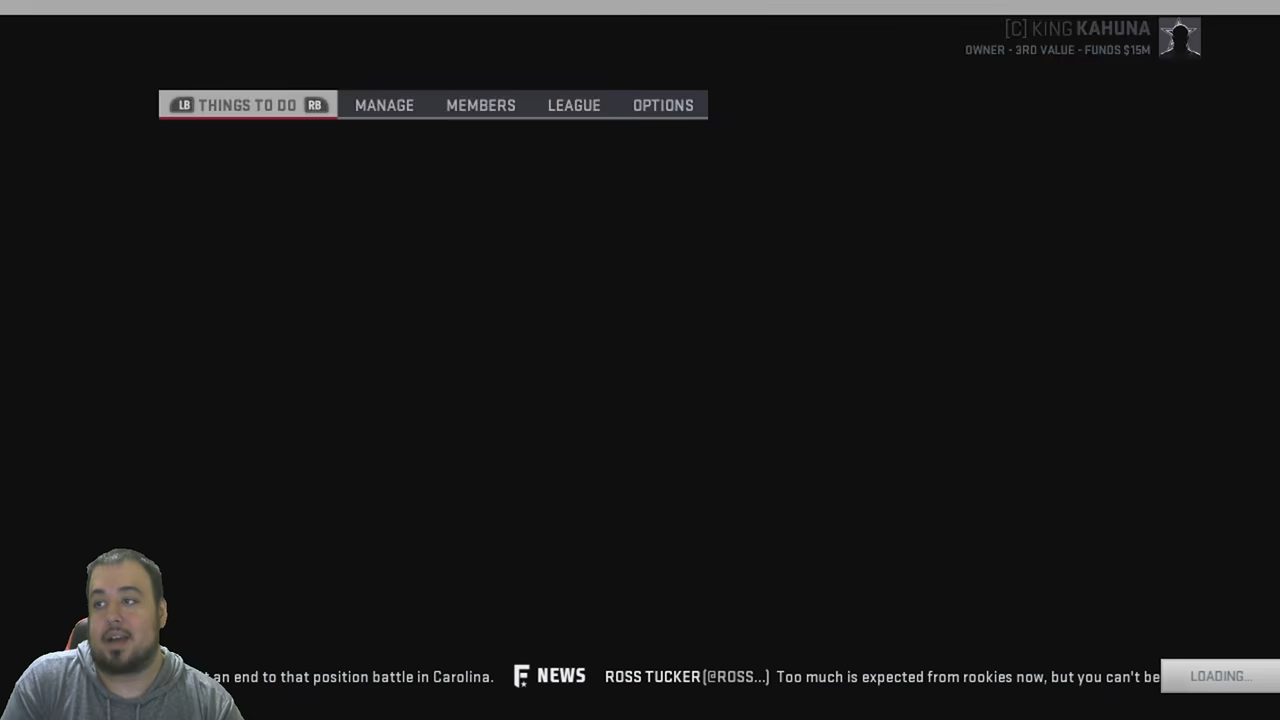 [C] KING KAHUNA
OWNER - 3RD VALUE - FUNDS $15M
LB THINGS TO DO RB MANAGE MEMBERS LEAGUE OPTIONS
an end to that position battle in Carolina. F NEWS ROSS TUCKER (@ROSS...) Too much is expected from rookies now, but you can't be LOADING...